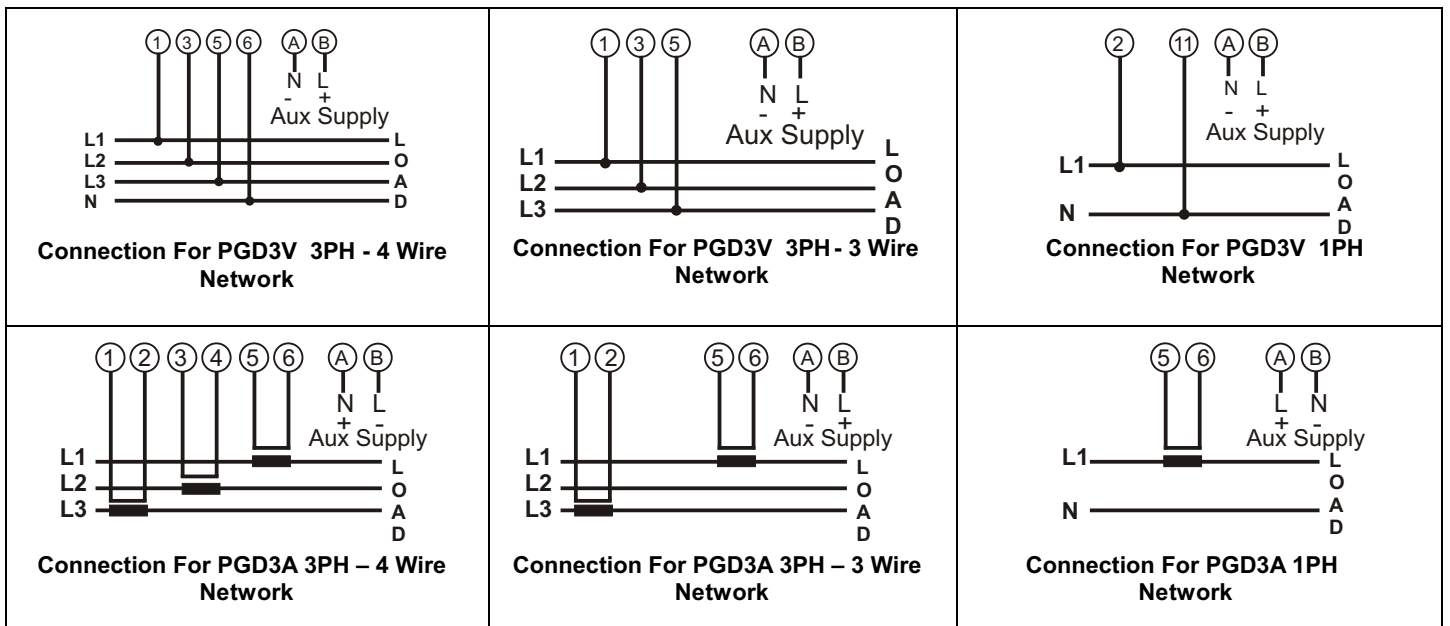 1 3 5 6 A B
N L
- +
Aux Supply
L1 L
L2 O
L3 A
N D
Connection For PGD3V 3PH - 4 Wire
Network
1 3 5 A B
N L
- +
Aux Supply
L1 L
L2 O
L3 A
D
Connection For PGD3V 3PH - 3 Wire
Network
2 11 A B
N L
- +
Aux Supply
L1 L
O
N A
D
Connection For PGD3V 1PH
Network
1 2 3 4 5 6 A B
N L
+ -
Aux Supply
L1 L
L2 O
L3 A
D
Connection For PGD3A 3PH – 4 Wire
Network
1 2 5 6 A B
N L
- +
Aux Supply
L1 L
L2 O
L3 A
D
Connection For PGD3A 3PH – 3 Wire
Network
5 6 A B
L N
+ -
Aux Supply
L1 L
O
N A
D
Connection For PGD3A 1PH
Network